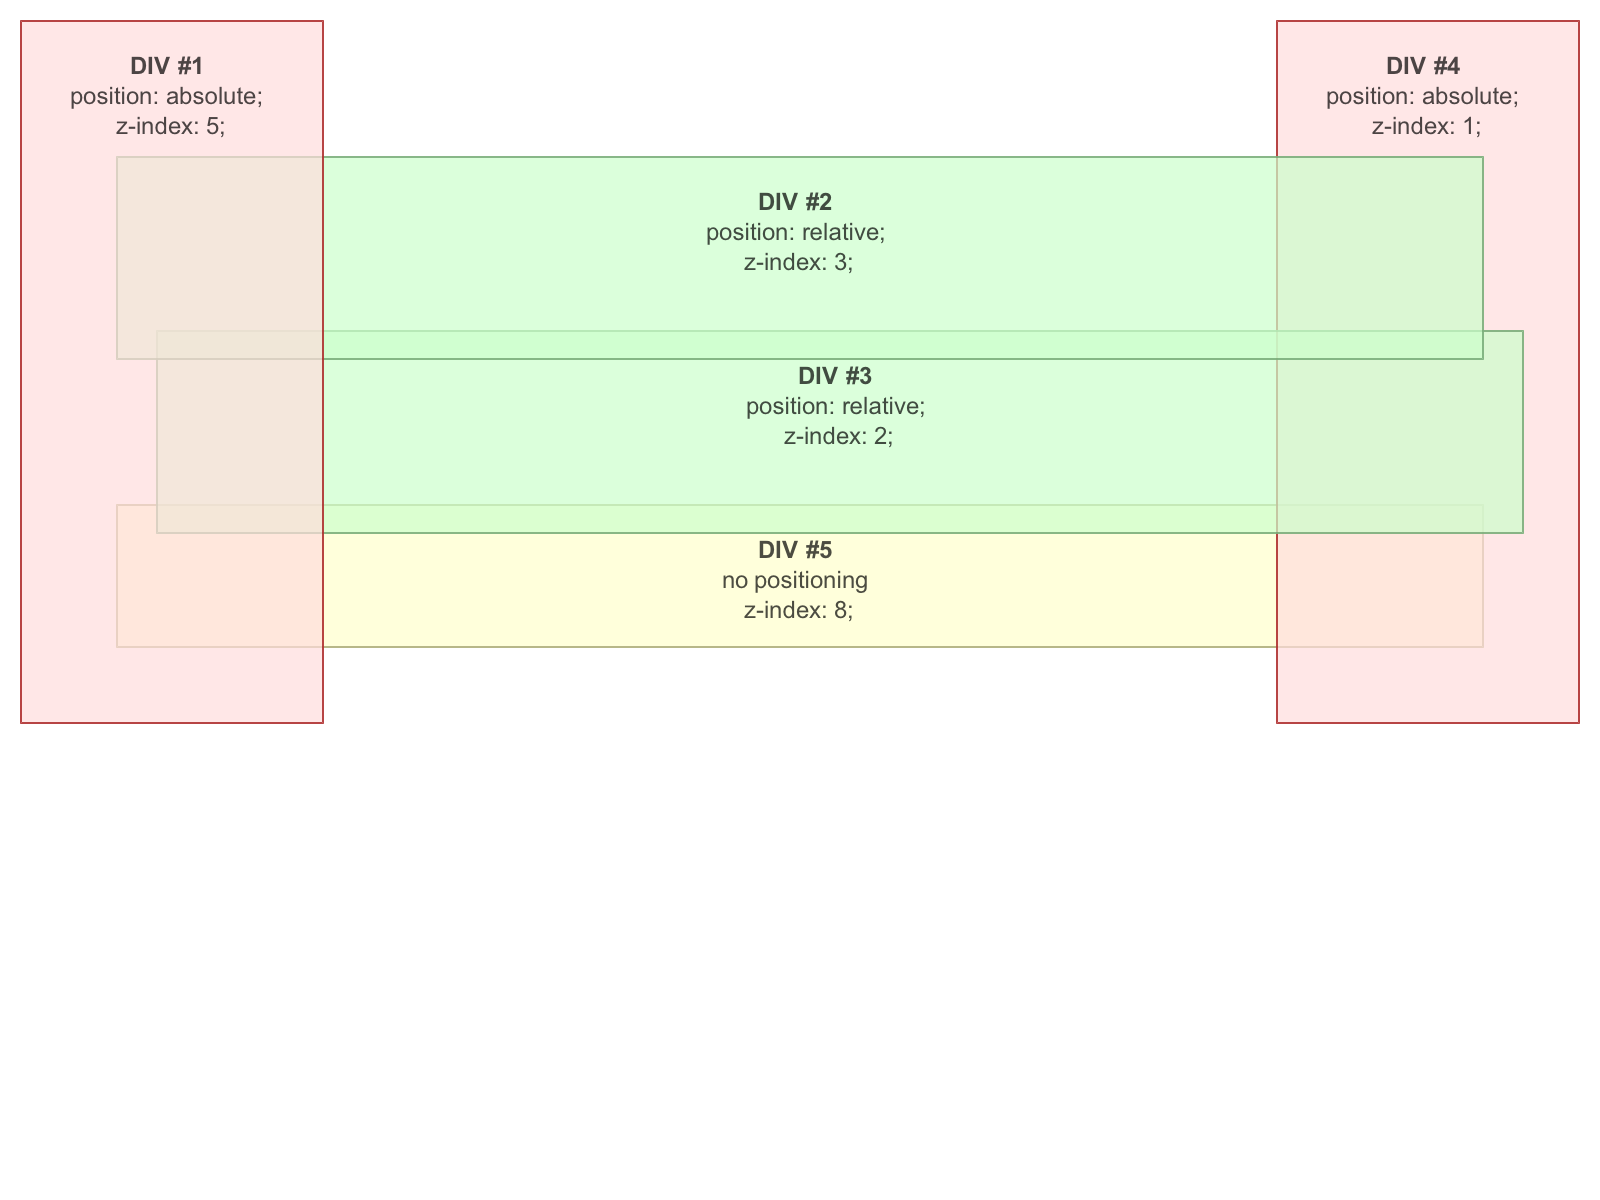 DIV #1
position: absolute;
z-index: 5;
DIV #4
position: absolute;
z-index: 1;
DIV #2
position: relative;
z-index: 3;
DIV #3
position: relative;
z-index: 2;
DIV #5
no positioning
z-index: 8;